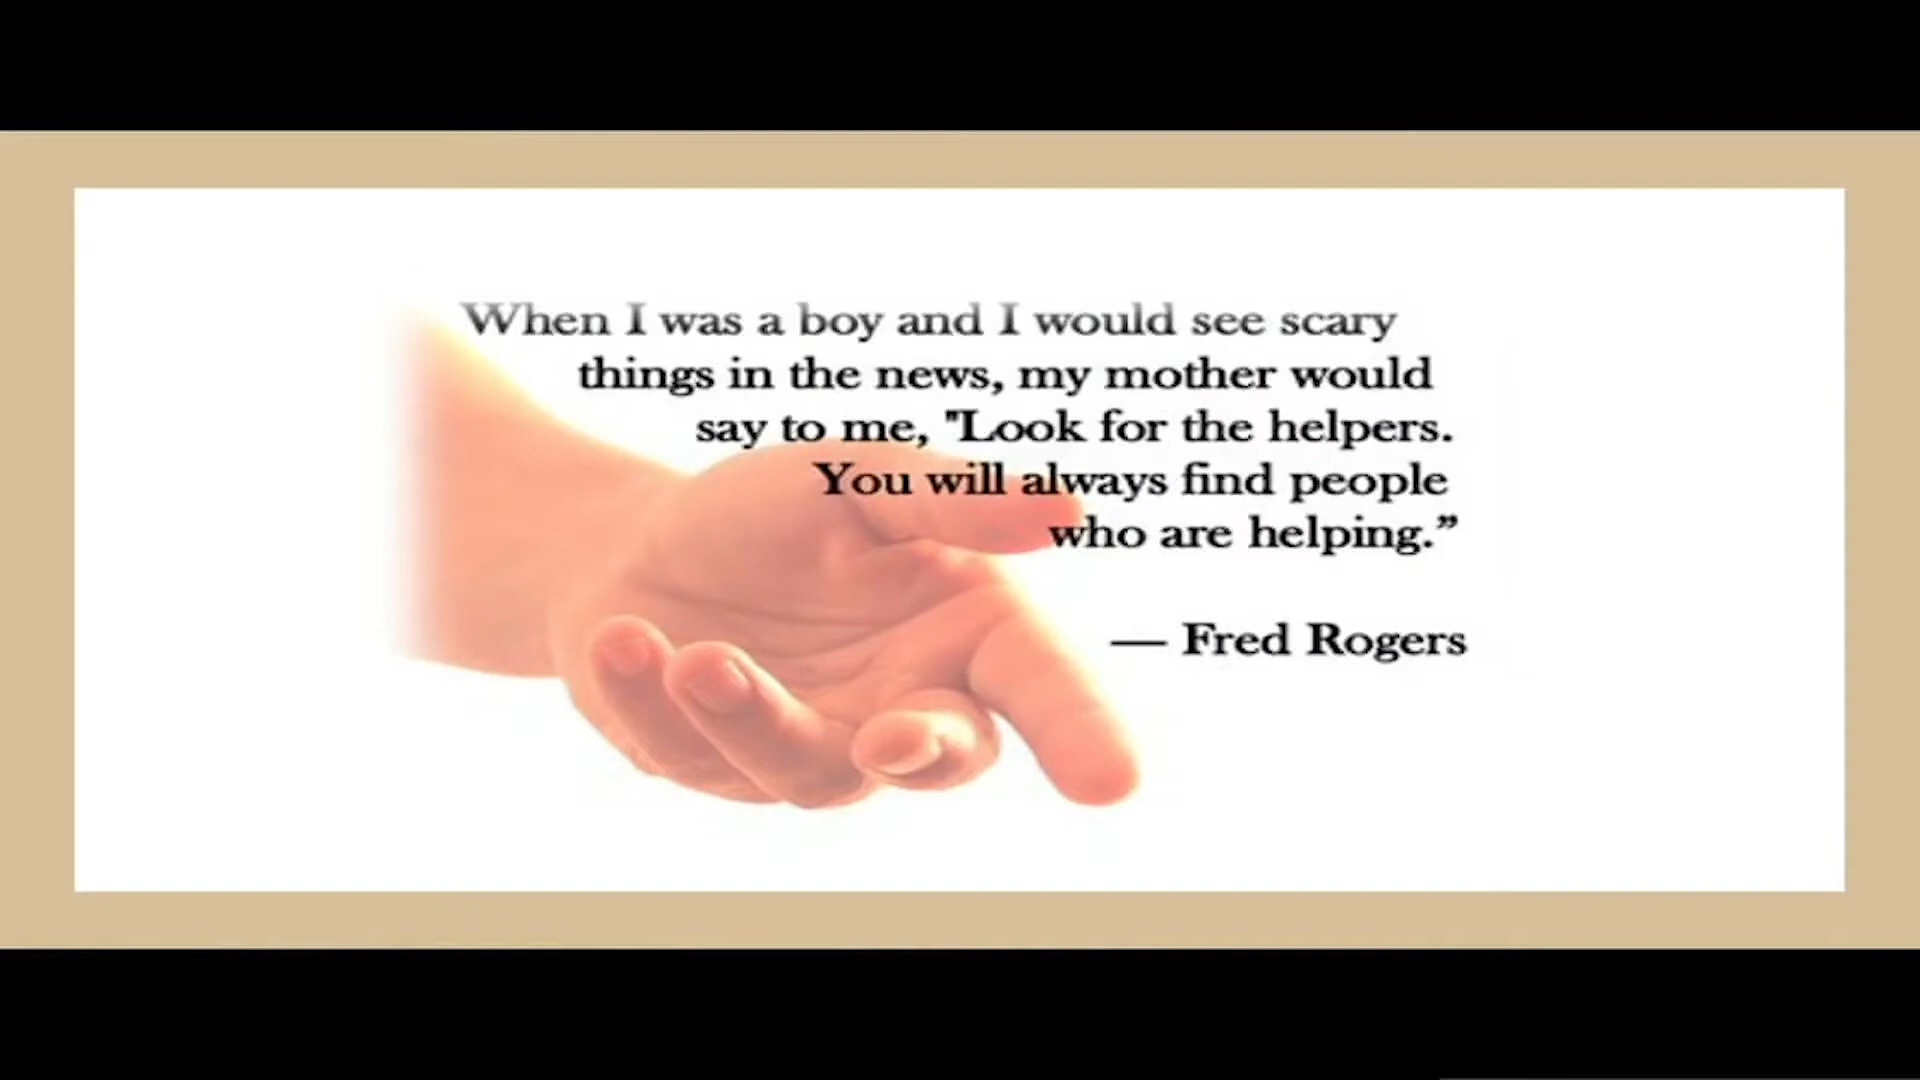 When I was a boy and I would see scary
things in the news, my mother would
say to me, "Look for the helpers.
You will always find people
who are helping.”
— Fred Rogers